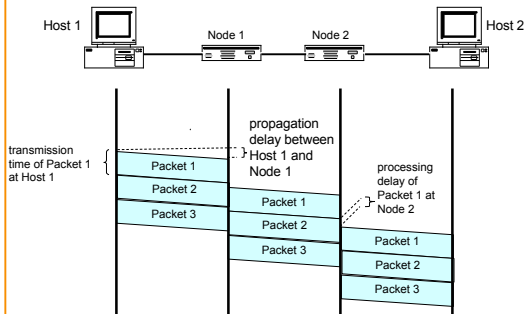 Host 1
Node 1
Node 2
Host 2
propagation
delay between
Host 1 and
Node 1
transmission
time of Packet 1
at Host 1
processing
delay of
Packet 1 at
Node 2
Packet 1
Packet 2
Packet 3
Packet 1
Packet 2
Packet 3
Packet 1
Packet 2
Packet 3